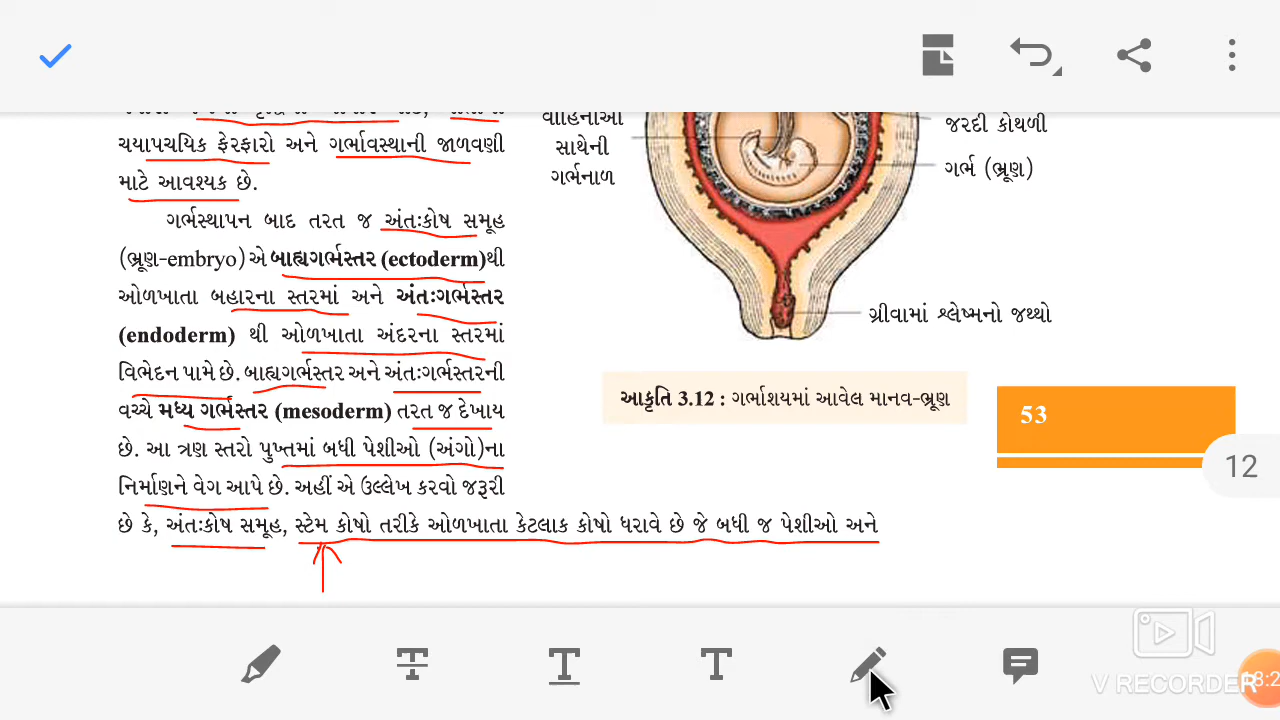 ચયાપચયિક ફેરફારો અને ગર્ભાવસ્થાની જાળવણી
માટે આવશ્યક છે.
ગર્ભસ્થાપન બાદ તરત જ અંતઃકોષ સમૂહ
(ભ્રૂણ-embryo) એ બાહ્યગર્ભસ્તર (ectoderm)થી
ઓળખાતા બહારના સ્તરમાં અને અંતઃગર્ભસ્તર
(endoderm) થી ઓળખાતા અંદરના સ્તરમાં
વિભેદન પામે છે. બાહ્યગર્ભસ્તર અને અંતઃગર્ભસ્તરની
વચ્ચે મધ્ય ગર્ભસ્તર (mesoderm) તરત જ દેખાય
છે. આ ત્રણ સ્તરો પુખ્તમાં બધી પેશીઓ (અંગો)ના
નિર્માણને વેગ આપે છે. અહીં એ ઉલ્લેખ કરવો જરૂરી
છે કે, અંતઃકોષ સમૂહ, સ્ટેમ કોષો તરીકે ઓળખાતા કેટલાક કોષો ધરાવે છે જે બધી જ પેશીઓ અને
વાહિનીઓ
સાથેની
ગર્ભનાળ
જરદી કોથળી
ગર્ભ (ભ્રૂણ)
ગ્રીવામાં શ્લેષ્મનો જથ્થો
આકૃતિ 3.12 : ગર્ભાશયમાં આવેલ માનવ-ભ્રૂણ
53
12
V RECORDER